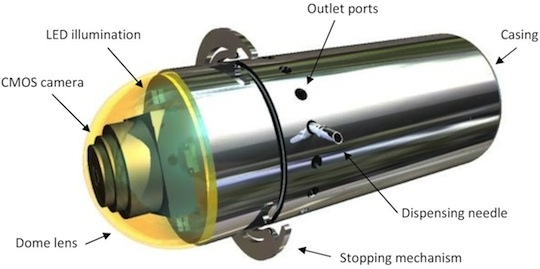 Outlet ports
LED illumination
Casing
CMOS camera
Dispensing needle
Dome lens
Stopping mechanism